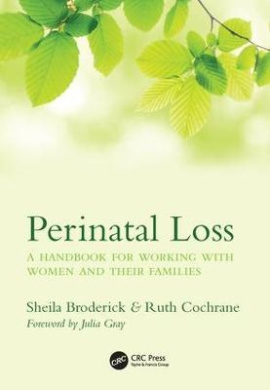 Perinatal Loss
A HANDBOOK FOR WORKING WITH
WOMEN AND THEIR FAMILIES
Sheila Broderick & Ruth Cochrane
Foreword by Julia Gray
CRC
CRC Press
Taylor & Francis Group